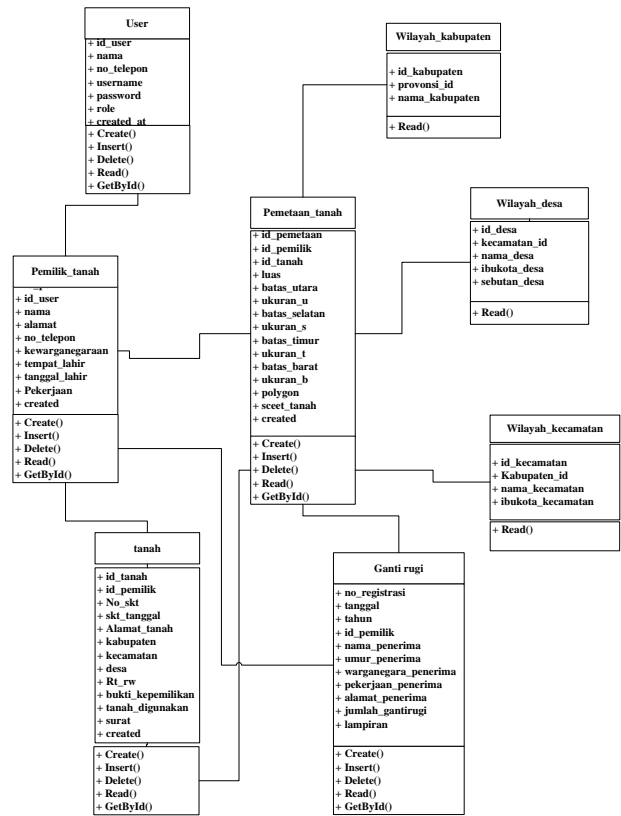 User
+ id_user
+ nama
+ no_telepon
+ username
+ password
+ role
+ created_at
+ Create()
+ Insert()
+ Delete()
+ Read()
+ GetById()
Wilayah_kabupaten
+ id_kabupaten
+ provonsi_id
+ nama_kabupaten
+ Read()
Pemetaan_tanah
+ id_pemetaan
+ id_pemilik
+ id_tanah
+ luas
+ batas_utara
+ ukuran_u
+ batas_selatan
+ ukuran_s
+ batas_timur
+ ukuran_t
+ batas_barat
+ ukuran_b
+ polygon
+ sceet_tanah
+ created
+ Create()
+ Insert()
+ Delete()
+ Read()
+ GetById()
Wilayah_desa
+ id_desa
+ kecamatan_id
+ nama_desa
+ ibukota_desa
+ sebutan_desa
+ Read()
Pemilik_tanah
+ id_user
+ nama
+ alamat
+ no_telepon
+ kewarganegaraan
+ tempat_lahir
+ tanggal_lahir
+ Pekerjaan
+ created
+ Create()
+ Insert()
+ Delete()
+ Read()
+ GetById()
Wilayah_kecamatan
+ id_kecamatan
+ Kabupaten_id
+ nama_kecamatan
+ ibukota_kecamatan
+ Read()
tanah
+ id_tanah
+ id_pemilik
+ No_skt
+ skt_tanggal
+ Alamat_tanah
+ kabupaten
+ kecamatan
+ desa
+ Rt_rw
+ bukti_kepemilikan
+ tanah_digunakan
+ surat
+ created
+ Create()
+ Insert()
+ Delete()
+ Read()
+ GetById()
Ganti rugi
+ no_registrasi
+ tanggal
+ tahun
+ id_pemilik
+ nama_penerima
+ umur_penerima
+ warganegara_penerima
+ pekerjaan_penerima
+ alamat_penerima
+ jumlah_gantirugi
+ lampiran
+ Create()
+ Insert()
+ Delete()
+ Read()
+ GetById()